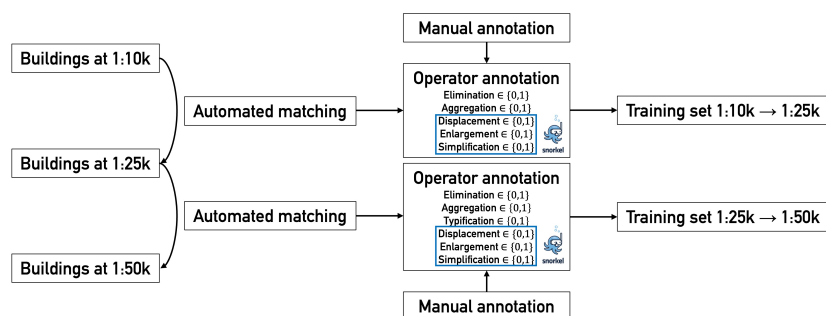 Manual annotation
Buildings at 1:10k
Operator annotation
Elimination ∈ {0,1}
Aggregation ∈ {0,1}
Displacement ∈ {0,1}
Enlargement ∈ {0,1}
Simplification ∈ {0,1}
snorkel
Automated matching
Training set 1:10k → 1:25k
Buildings at 1:25k
Operator annotation
Elimination ∈ {0,1}
Aggregation ∈ {0,1}
Typification ∈ {0,1}
Displacement ∈ {0,1}
Enlargement ∈ {0,1}
Simplification ∈ {0,1}
snorkel
Automated matching
Training set 1:25k → 1:50k
Buildings at 1:50k
Manual annotation